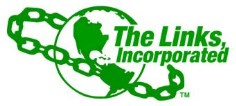 The Links,
Incorporated
TM